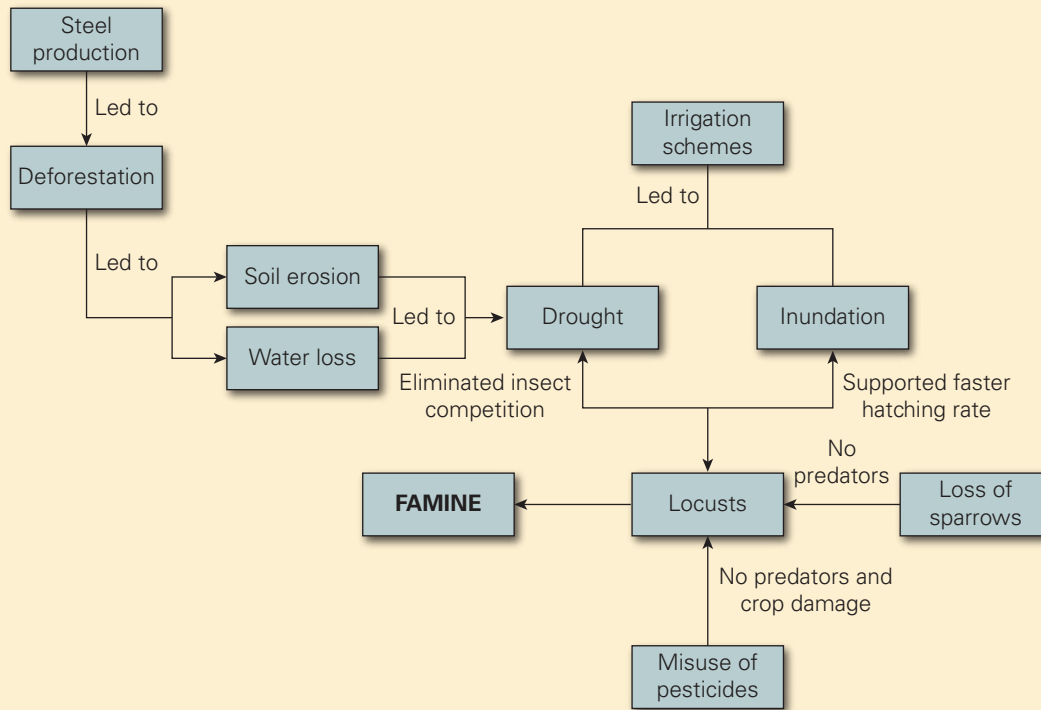 Steel
production
Led to
Deforestation
Led to
Soil erosion
Water loss
Led to
Irrigation
schemes
Led to
Drought
Inundation
Eliminated insect
competition
Supported faster
hatching rate
No
predators
FAMINE
Locusts
Loss of
sparrows
No predators and
crop damage
Misuse of
pesticides